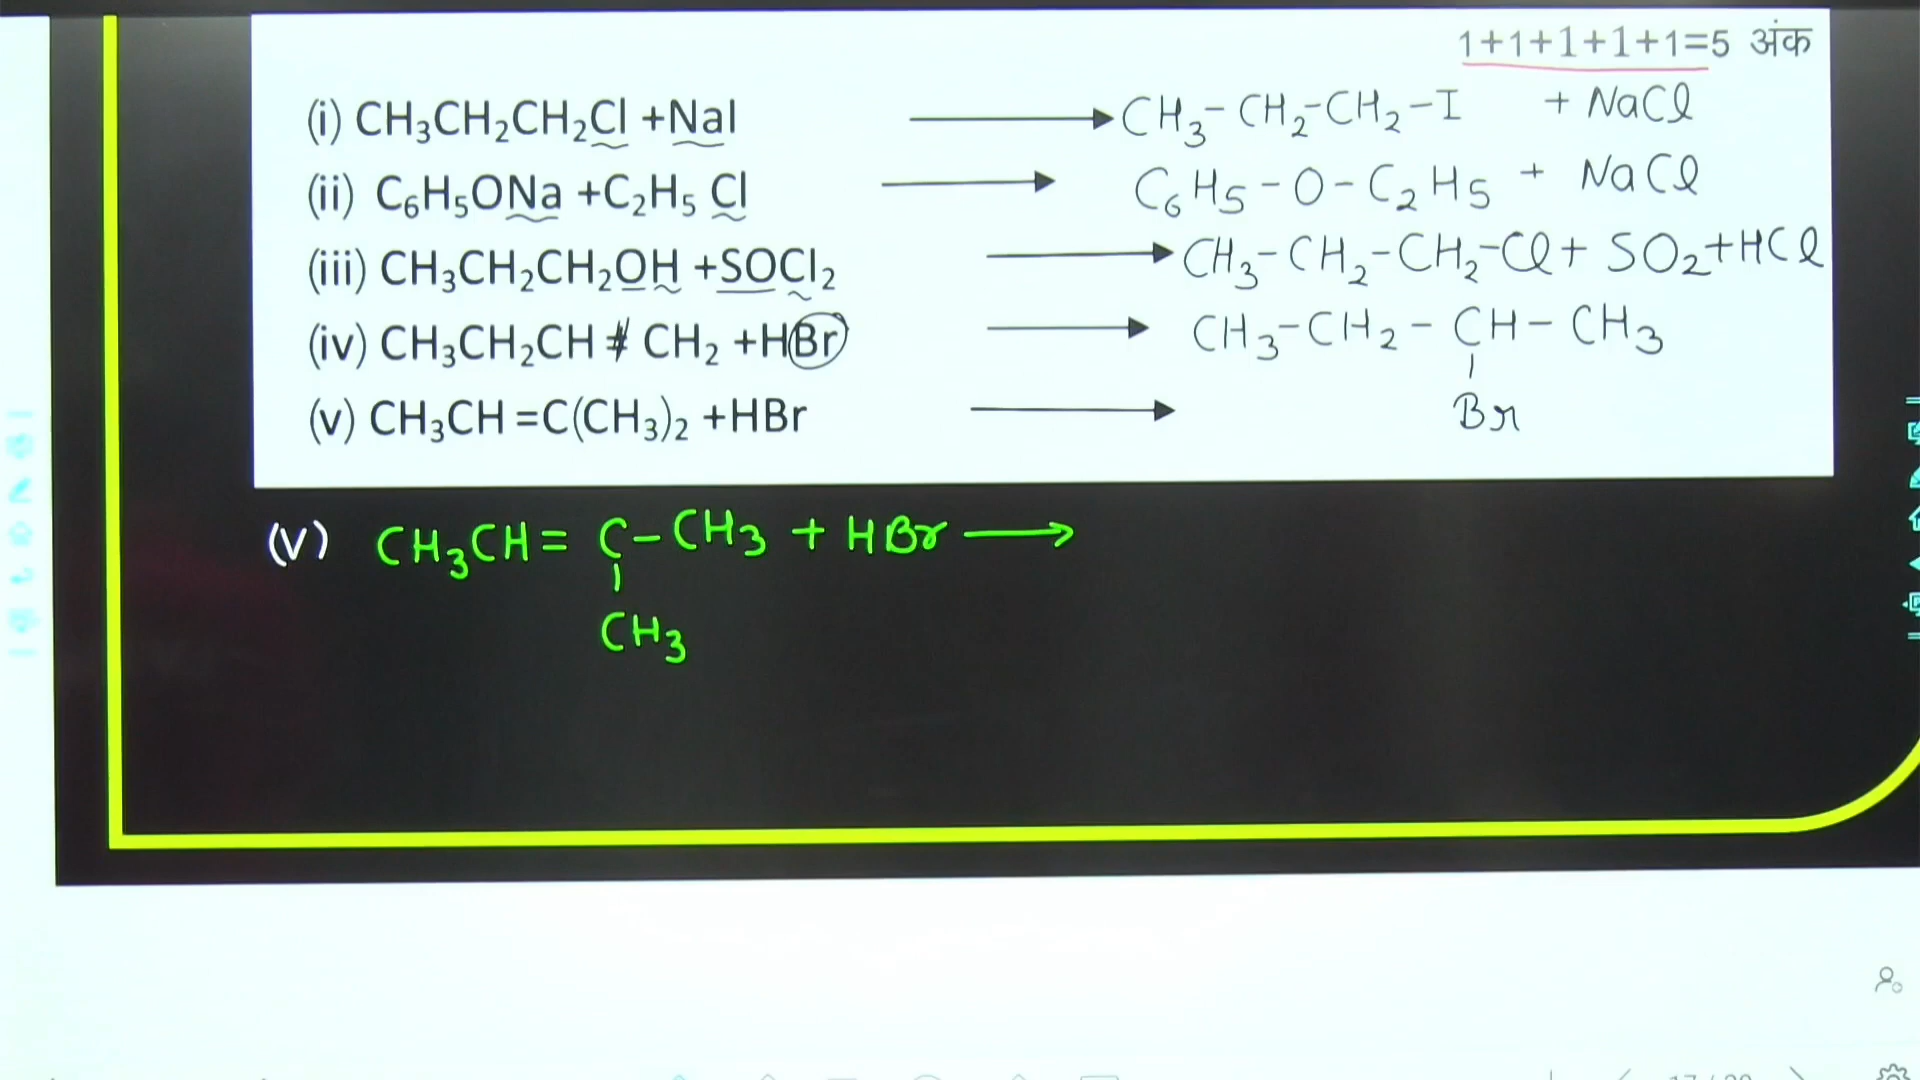 1+1+1+1+1=5 अंक
(i) CH₃CH₂CH₂Cl +NaI ⟶ CH₃-CH₂-CH₂-I + NaCl
(ii) C₆H₅ONa +C₂H₅ Cl ⟶ C₆H₅-O-C₂H₅ + NaCl
(iii) CH₃CH₂CH₂OH +SOCl₂ ⟶ CH₃-CH₂-CH₂-Cl + SO₂+HCl
(iv) CH₃CH₂CH = CH₂ +HBr ⟶ CH₃-CH₂-CH-CH₃
Br
(v) CH₃CH =C(CH₃)₂ +HBr ⟶
(v) CH₃CH = C-CH₃ + HBr ⟶
CH₃